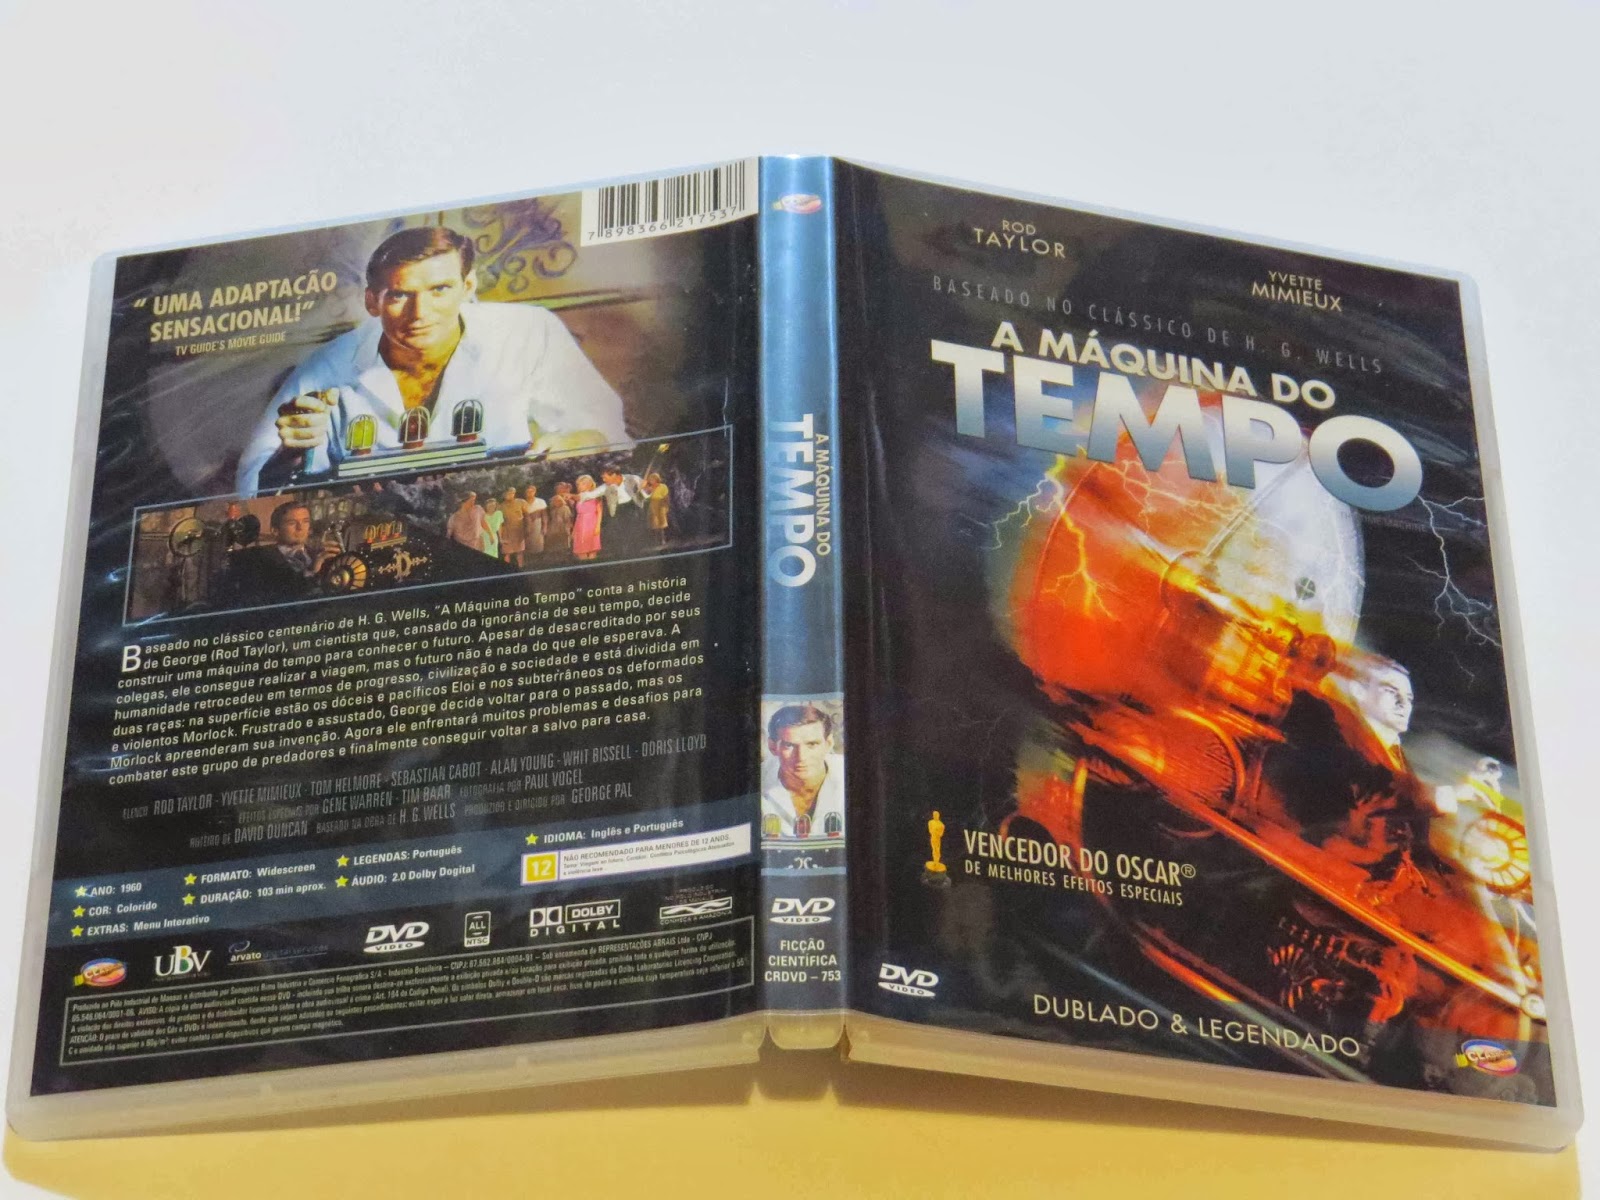 " UMA ADAPTAÇÃO
SENSACIONAL!"
TV GUIDE'S MOVIE GUIDE
7 898366 217537
Baseado no clássico centenário de H. G. Wells, "A Máquina do Tempo" conta a história
de George (Rod Taylor), um cientista que, cansado da ignorância de seu tempo, decide
construir uma máquina do tempo para conhecer o futuro. Apesar de desacreditado por seus
colegas, ele consegue realizar a viagem, mas o futuro não é nada do que ele esperava. A
humanidade retrocedeu em termos de progresso, civilização e sociedade e está dividida em
duas raças: na superfície estão os dóceis e pacíficos Eloi e nos subterrâneos os deformados
e violentos Morlock. Frustrado e assustado, George decide voltar para o passado, mas os
Morlock apreenderam sua invenção. Agora ele enfrentará muitos problemas e desafios para
combater este grupo de predadores e finalmente conseguir voltar a salvo para casa.
ELENCO ROD TAYLOR - YVETTE MIMIEUX - TOM HELMORE - SEBASTIAN CABOT - ALAN YOUNG - WHIT BISSELL - DORIS LLOYD
EFEITOS ESPECIAIS POR GENE WARREN - TIM BAAR FOTOGRAFIA POR PAUL VOGEL
ROTEIRO DE DAVID DUNCAN BASEADO NA OBRA DE H. G. WELLS PRODUZIDO E DIRIGIDO POR GEORGE PAL
ANO: 1960
FORMATO: Widescreen
LEGENDAS: Português
IDIOMA: Inglês e Português
COR: Colorido
DURAÇÃO: 103 min aprox.
ÁUDIO: 2.0 Dolby Dogital
EXTRAS: Menu Interativo
12
NÃO RECOMENDADO PARA MENORES DE 12 ANOS.
UBV
arvato digital services
DVD
VIDEO
ALL
NTSC
DOLBY
DIGITAL
CONHEÇA A AMAZÔNIA
A MÁQUINA DO
TEMPO
DVD
VIDEO
FICÇÃO
CIENTÍFICA
CRDVD - 753
ROD
TAYLOR
YVETTE
MIMIEUX
BASEADO NO CLÁSSICO DE H. G. WELLS
A MÁQUINA DO
TEMPO
VENCEDOR DO OSCAR®
DE MELHORES EFEITOS ESPECIAIS
DVD
VIDEO
DUBLADO & LEGENDADO